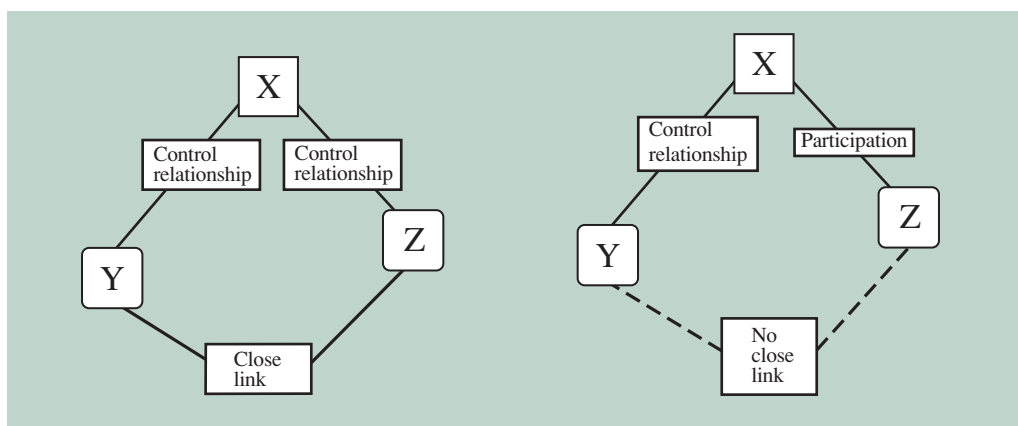 X
Control
relationship
Control
relationship
Y
Z
Close
link
X
Control
relationship
Participation
Y
Z
No
close
link